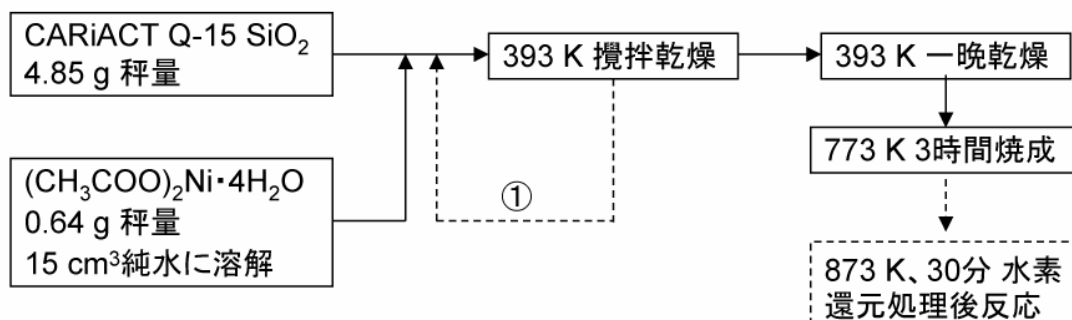 CARiACT Q-15 SiO₂
4.85 g 秤量
393 K 攪拌乾燥
393 K 一晩乾燥
773 K 3時間焼成
(CH₃COO)₂Ni・4H₂O
0.64 g 秤量
15 cm³純水に溶解
①
873 K、30分 水素
還元処理後反応